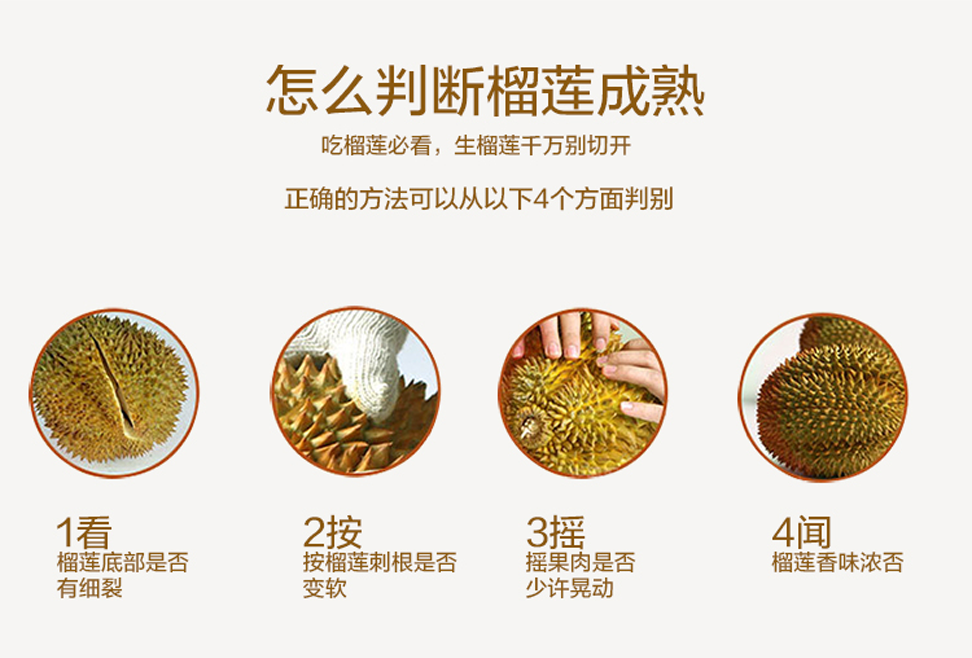 怎么判断榴莲成熟
吃榴莲必看，生榴莲千万别切开
正确的方法可以从以下4个方面判别
1看
榴莲底部是否
有细裂
2按
按榴莲刺根是否
变软
3摇
摇果肉是否
少许晃动
4闻
榴莲香味浓否